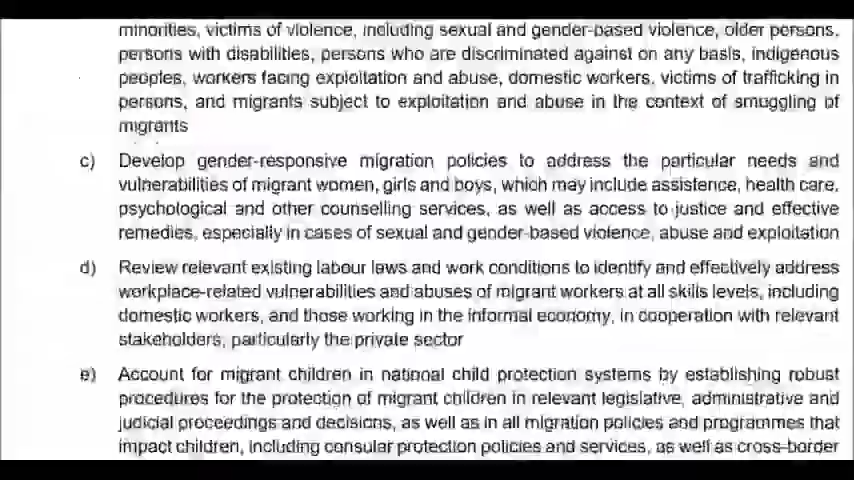 minorities, victims of violence, including sexual and gender-based violence, older persons,
persons with disabilities, persons who are discriminated against on any basis, indigenous
peoples, workers facing exploitation and abuse, domestic workers, victims of trafficking in
persons, and migrants subject to exploitation and abuse in the context of smuggling of
migrants
c) Develop gender-responsive migration policies to address the particular needs and
vulnerabilities of migrant women, girls and boys, which may include assistance, health care,
psychological and other counselling services, as well as access to justice and effective
remedies, especially in cases of sexual and gender-based violence, abuse and exploitation
d) Review relevant existing labour laws and work conditions to identify and effectively address
workplace-related vulnerabilities and abuses of migrant workers at all skills levels, including
domestic workers, and those working in the informal economy, in cooperation with relevant
stakeholders, particularly the private sector
e) Account for migrant children in national child protection systems by establishing robust
procedures for the protection of migrant children in relevant legislative, administrative and
judicial proceedings and decisions, as well as in all migration policies and programmes that
impact children, including consular protection policies and services, as well as cross-border